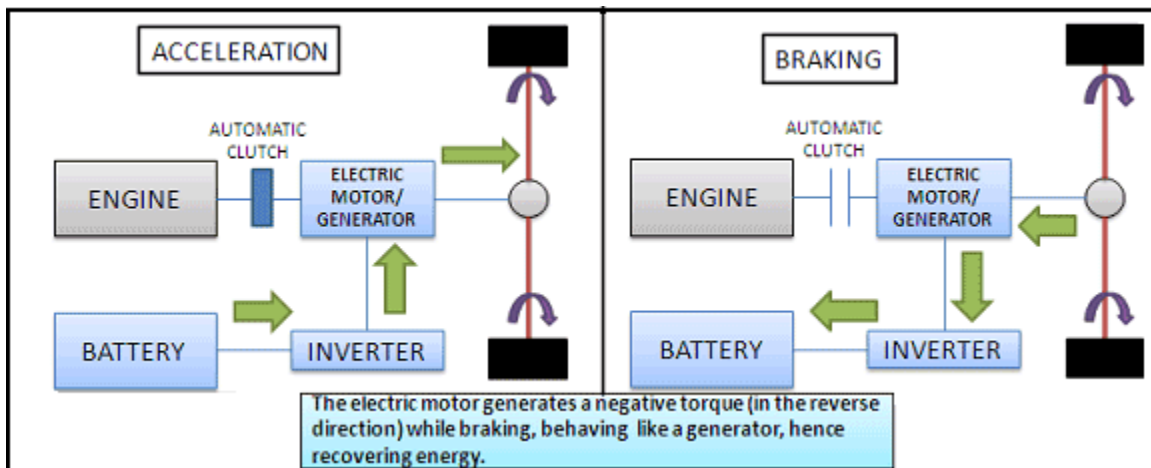 ACCELERATION
AUTOMATIC
CLUTCH
ENGINE
ELECTRIC
MOTOR/
GENERATOR
BATTERY
INVERTER
BRAKING
AUTOMATIC
CLUTCH
ENGINE
ELECTRIC
MOTOR/
GENERATOR
BATTERY
INVERTER
The electric motor generates a negative torque (in the reverse
direction) while braking, behaving like a generator, hence
recovering energy.